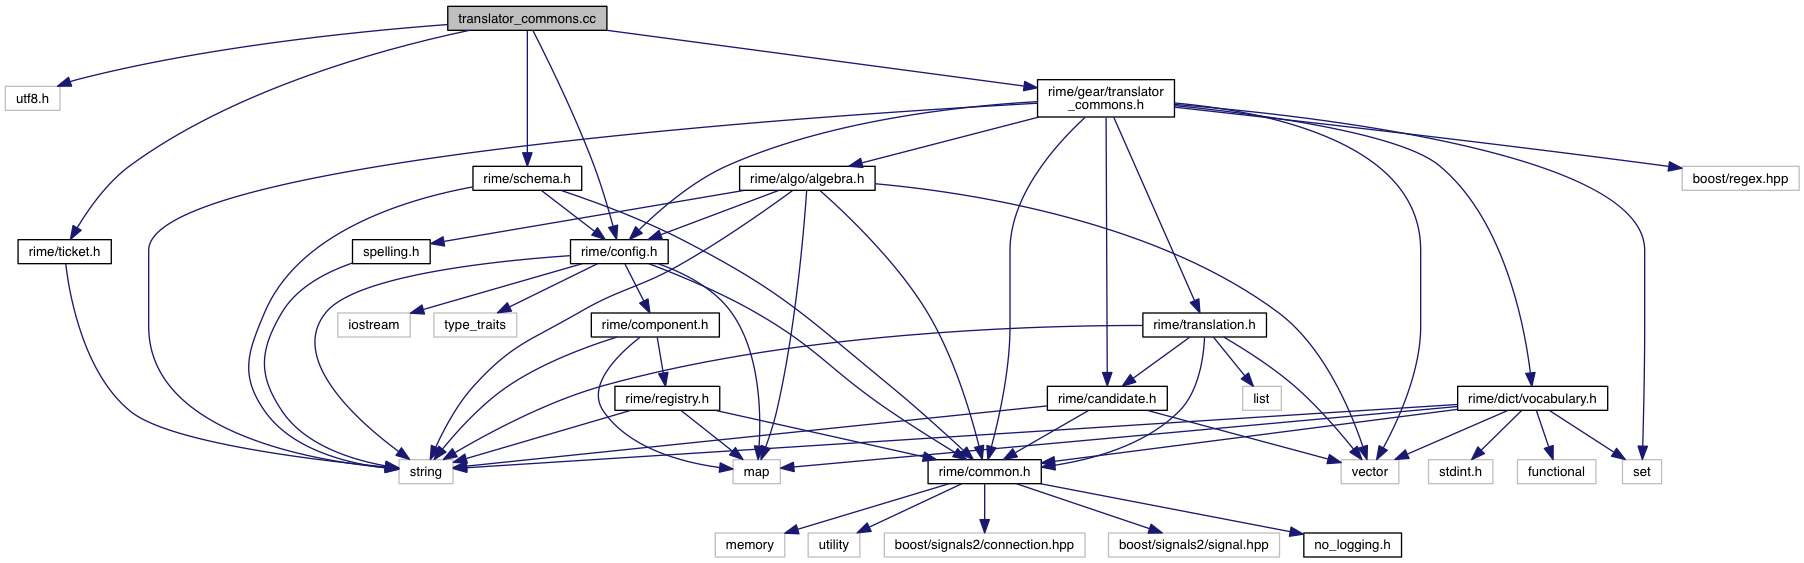 translator_commons.cc
utf8.h
rime/gear/translator
_commons.h
rime/schema.h
rime/algo/algebra.h
boost/regex.hpp
rime/ticket.h
spelling.h
rime/config.h
iostream
type_traits
rime/component.h
rime/translation.h
rime/registry.h
rime/candidate.h
list
rime/dict/vocabulary.h
string
map
rime/common.h
vector
stdint.h
functional
set
memory
utility
boost/signals2/connection.hpp
boost/signals2/signal.hpp
no_logging.h